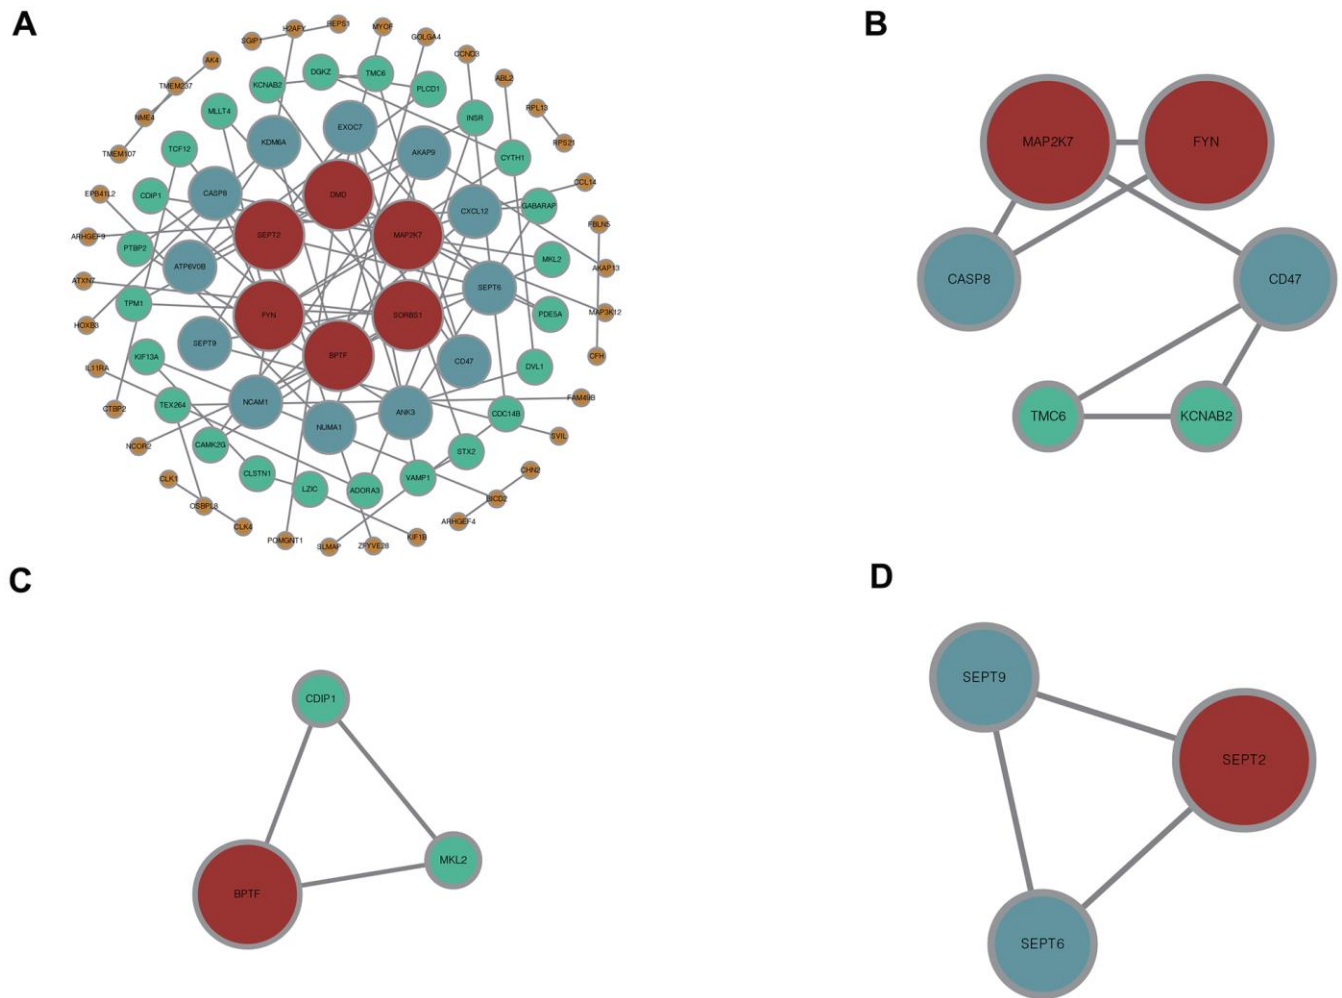 A
B
REPS1
H2AFY
MYOF
SGIP1
GOLGA4
CCND3
AK4
DGKZ
TMC6
ABL2
TMEM237
KCNAB2
PLCD1
RPL13
NME4
MLLT4
INSR
EXOC7
RPS21
TMEM107
TCF12
KDM6A
AKAP9
CYTH1
EPB41L2
CDIP1
CASP8
DMD
CCL14
CXCL12
GABARAP
ARHGEF9
PTBP2
SEPT2
MAP2K7
FBLN5
ATP6V0B
MKL2
AKAP13
ATXN7
SEPT6
TPM1
FYN
SORBS1
PDE5A
MAP3K12
HOXB3
SEPT9
BPTF
CD47
CFH
KIF13A
DVL1
IL11RA
CTBP2
TEX264
NCAM1
ANK3
CDC14B
FAM49B
NUMA1
NCOR2
CAMK2G
STX2
SVIL
CLK1
CLSTN1
LZIC
ADORA3
VAMP1
CHN2
OSBPL8
BICD2
CLK4
ARHGEF4
POMGNT1
SLMAP
ZFYVE28
KIF1B
MAP2K7
FYN
CASP8
CD47
TMC6
KCNAB2
C
D
CDIP1
MKL2
BPTF
SEPT9
SEPT2
SEPT6